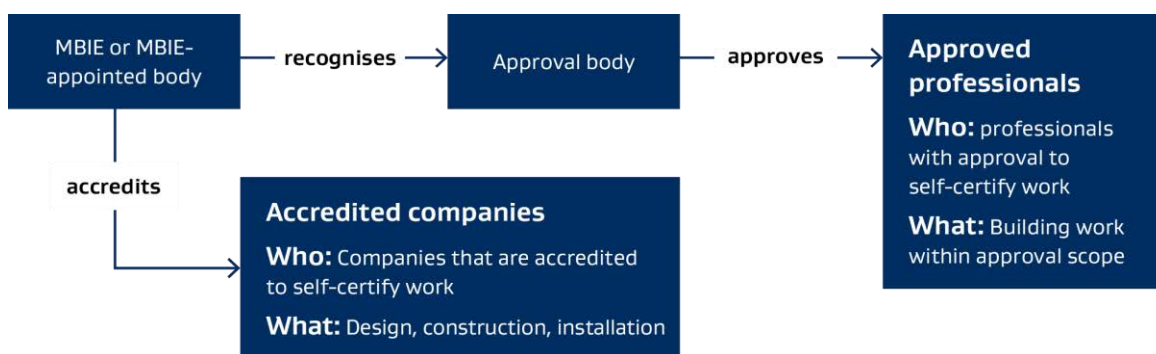 MBIE or MBIE-
appointed body
recognises
Approval body
approves
Approved
professionals
Who: professionals
with approval to
self-certify work
What: Building work
within approval scope
accredits
Accredited companies
Who: Companies that are accredited
to self-certify work
What: Design, construction, installation